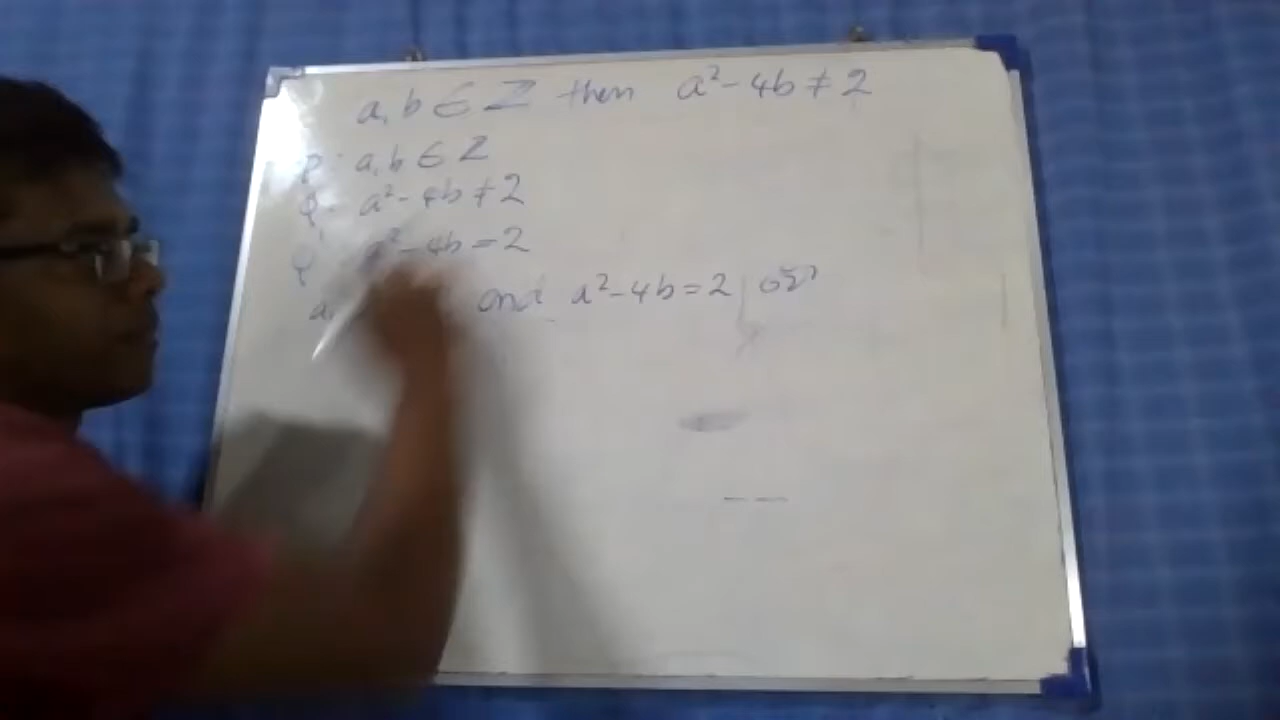 a, b ∈ ℤ then a² - 4b ≠ 2
P: a, b ∈ Z
Q: a² - 4b ≠ 2
a² - 4b = 2
a, and a² - 4b = 2